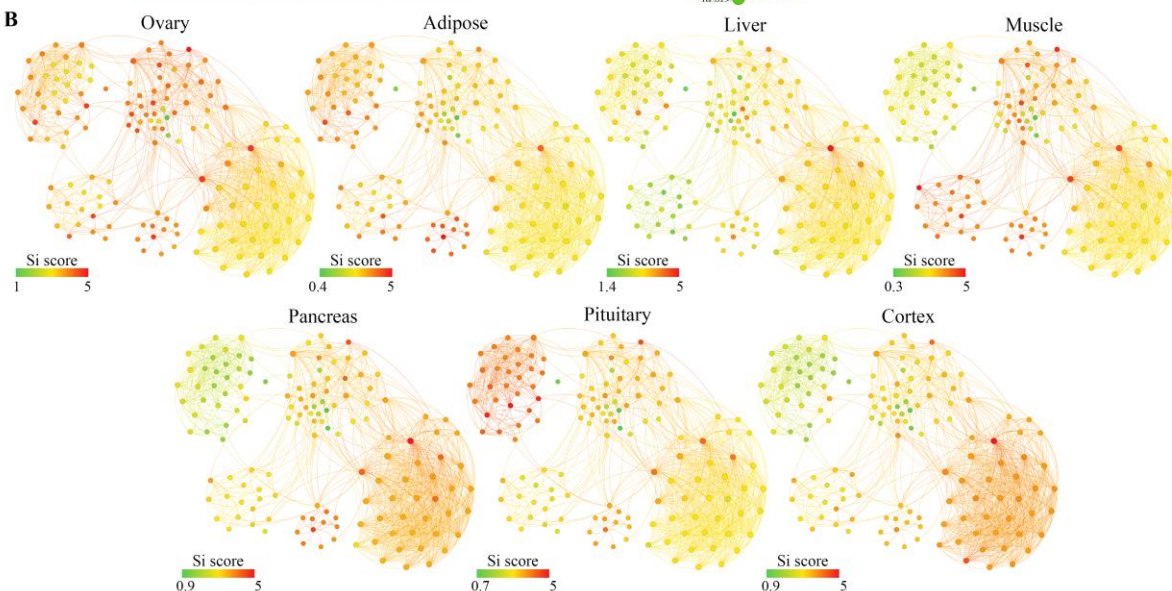 B
Ovary
Adipose
Liver
Muscle
Si score
1 5
Si score
0.4 5
Si score
1.4 5
Si score
0.3 5
Pancreas
Pituitary
Cortex
Si score
0.9 5
Si score
0.7 5
Si score
0.9 5